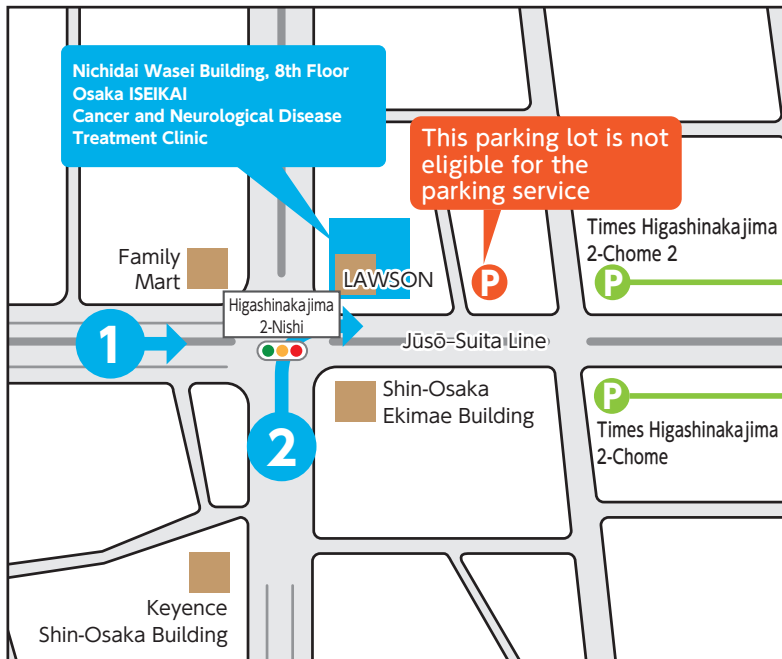 Nichidai Wasei Building, 8th Floor
Osaka ISEIKAI
Cancer and Neurological Disease
Treatment Clinic
This parking lot is not
eligible for the
parking service
Times Higashinakajima
2-Chome 2
Family
Mart
LAWSON
P
P
Higashinakajima
2-Nishi
1
Jūsō-Suita Line
Shin-Osaka
Ekimae Building
P
Times Higashinakajima
2-Chome
2
Keyence
Shin-Osaka Building